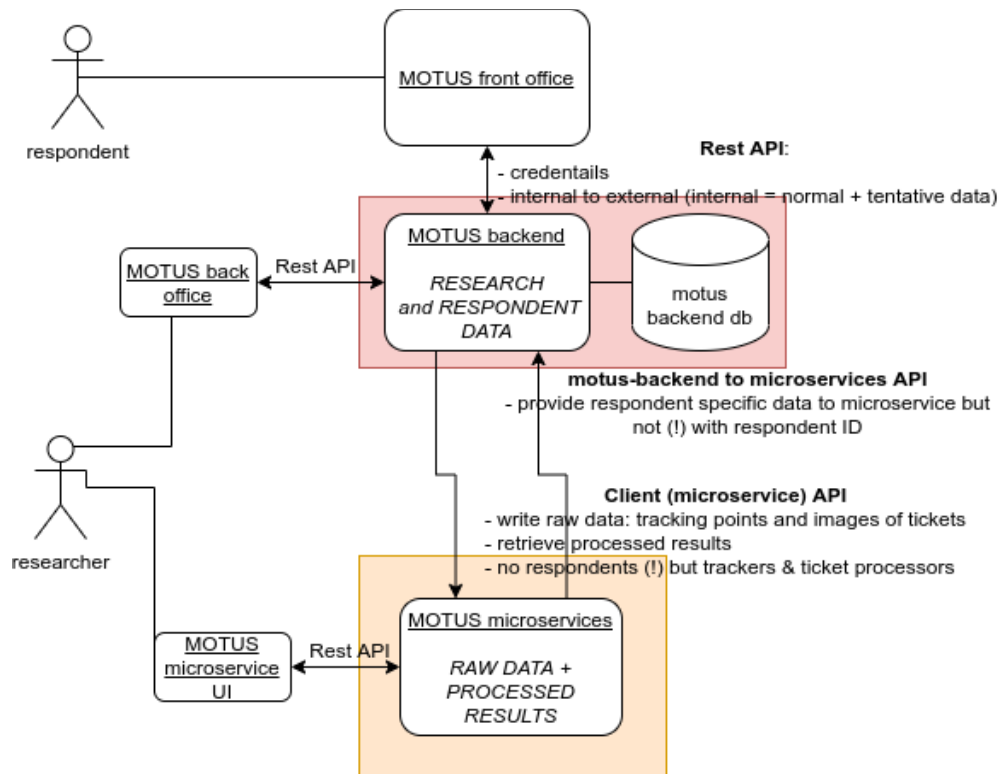 MOTUS front office
respondent
Rest API:
- credentails
- internal to external (internal = normal + tentative data)
MOTUS backend
RESEARCH
and RESPONDENT
DATA
motus
backend db
Rest API
MOTUS back
office
motus-backend to microservices API
- provide respondent specific data to microservice but
not (!) with respondent ID
Client (microservice) API
- write raw data: tracking points and images of tickets
- retrieve processed results
- no respondents (!) but trackers & ticket processors
researcher
MOTUS microservices
RAW DATA +
PROCESSED
RESULTS
Rest API
MOTUS
microservice
UI